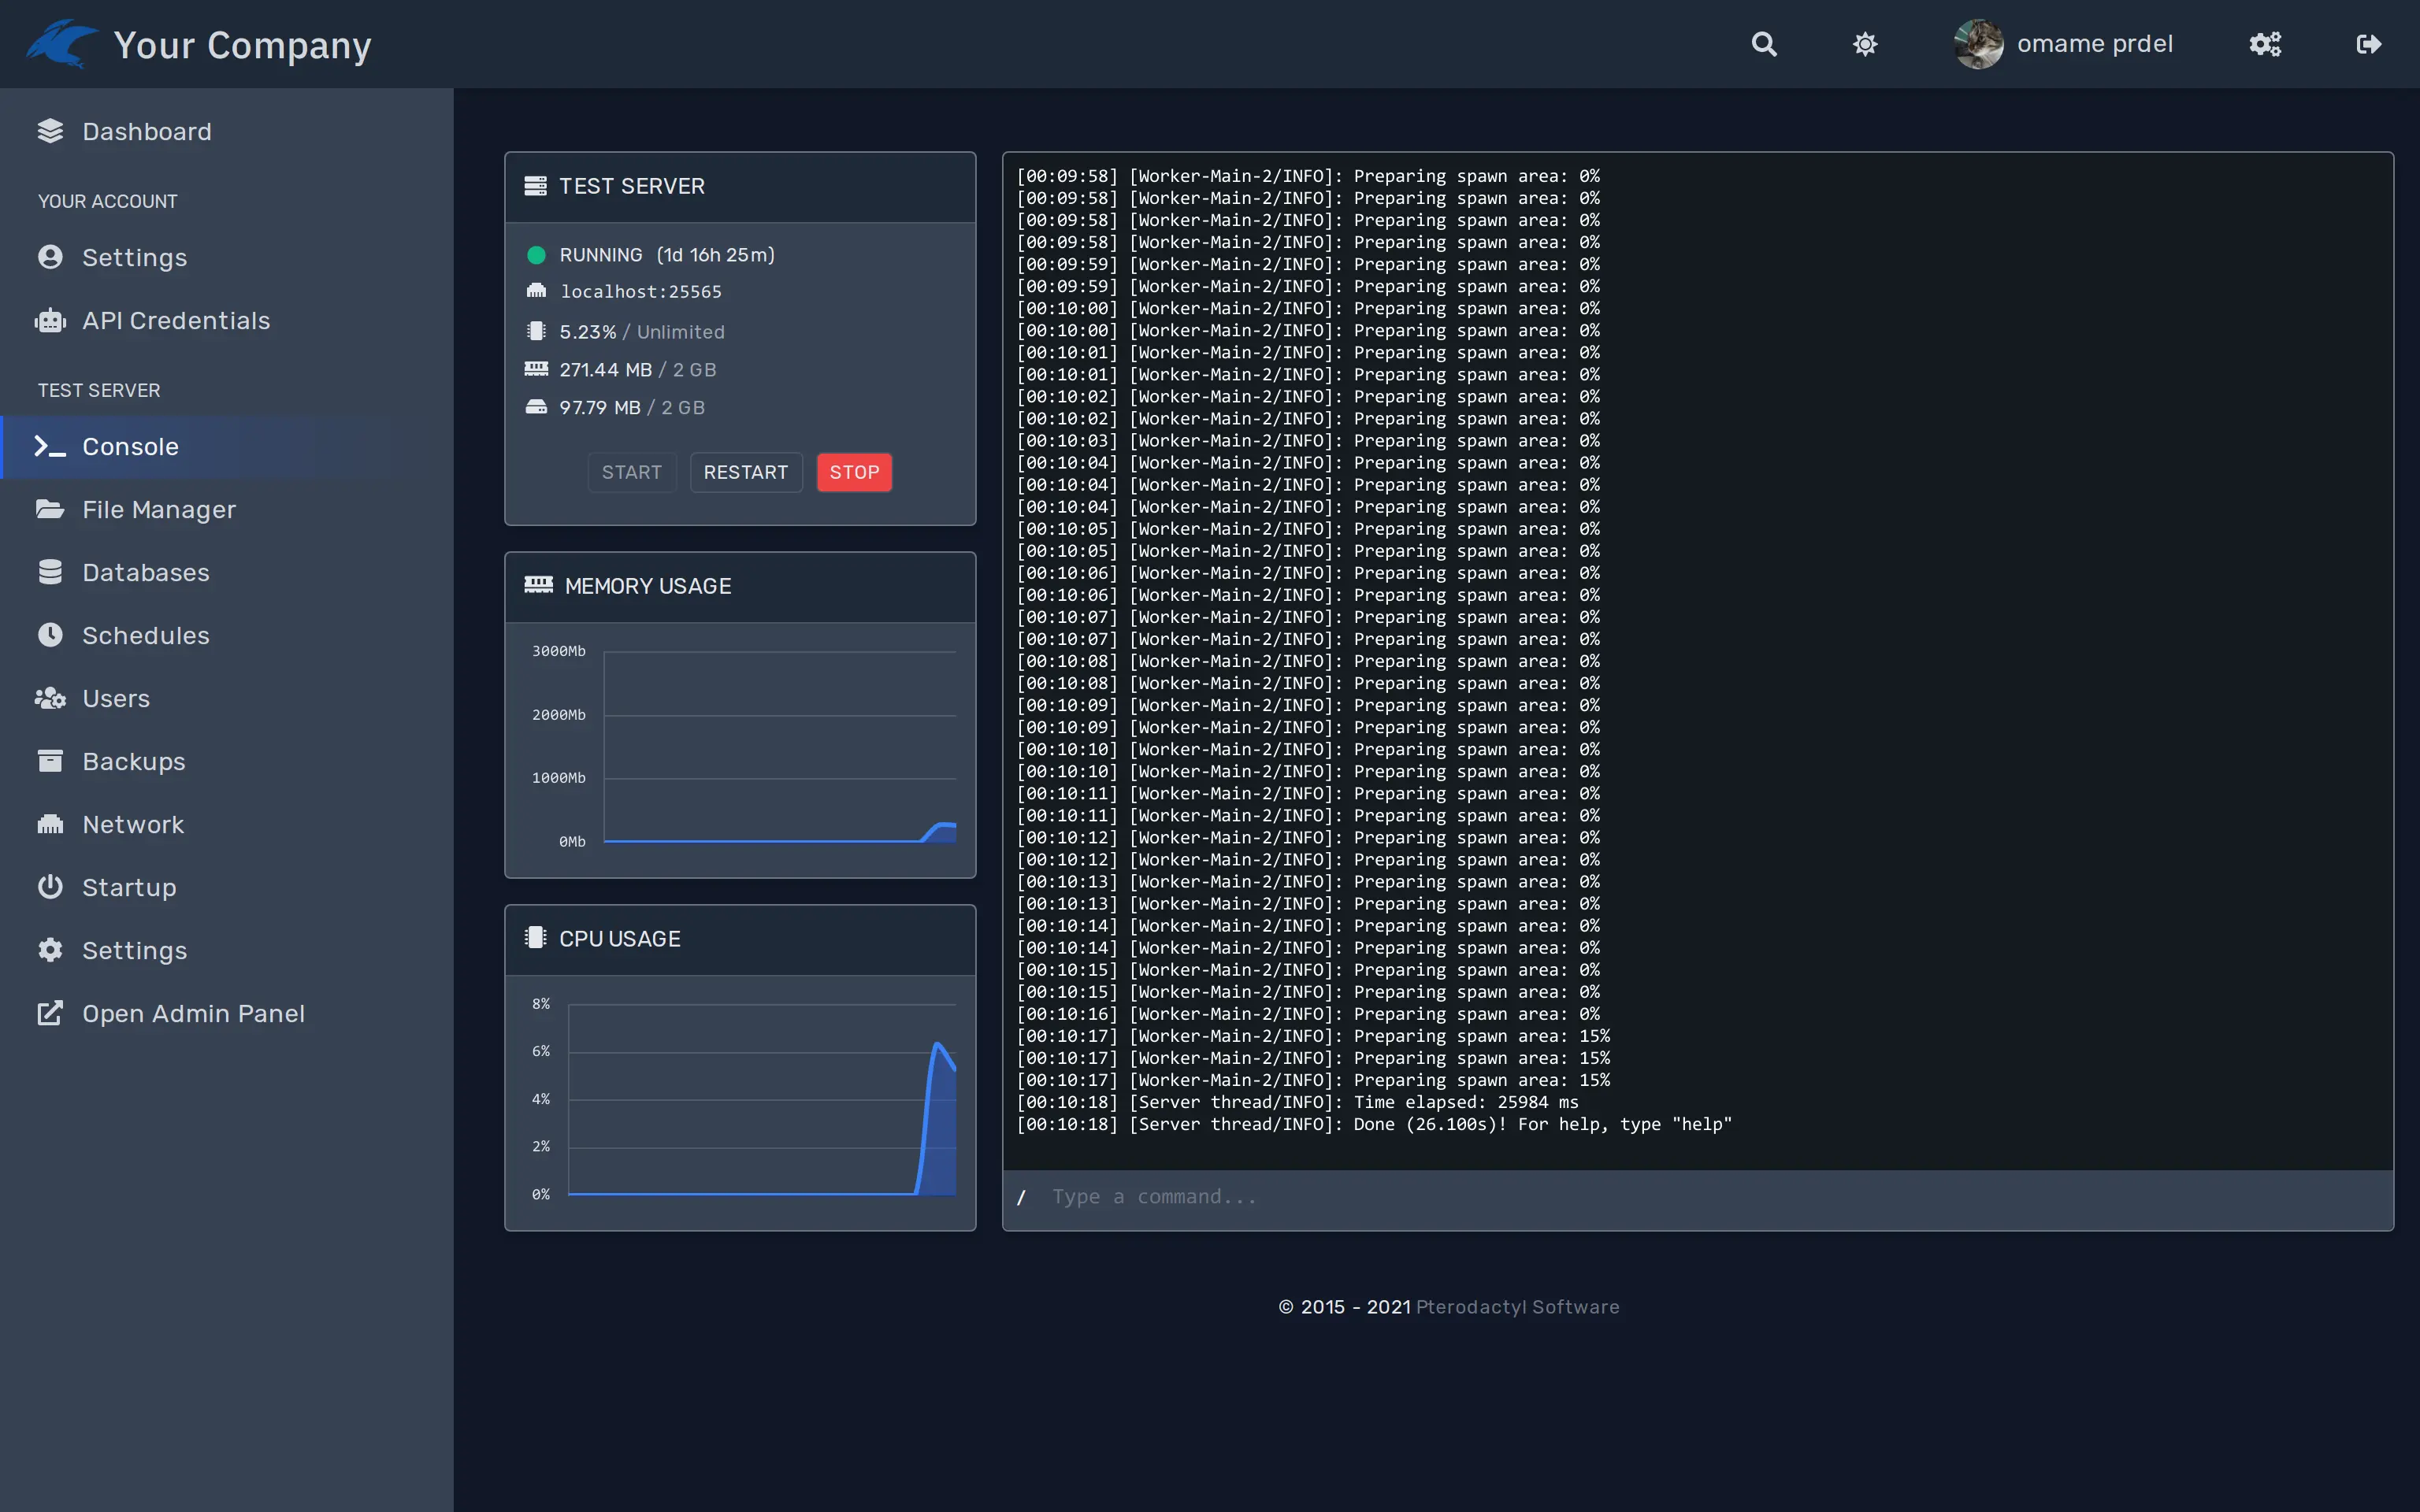 Your Company
omame prdel
Dashboard
YOUR ACCOUNT
Settings
API Credentials
TEST SERVER
Console
File Manager
Databases
Schedules
Users
Backups
Network
Startup
Settings
Open Admin Panel
TEST SERVER
RUNNING (1d 16h 25m)
localhost:25565
5.23% / Unlimited
271.44 MB / 2 GB
97.79 MB / 2 GB
START RESTART STOP
MEMORY USAGE
3000Mb
2000Mb
1000Mb
0Mb
CPU USAGE
8%
6%
4%
2%
0%
[00:09:58] [Worker-Main-2/INFO]: Preparing spawn area: 0%
[00:09:58] [Worker-Main-2/INFO]: Preparing spawn area: 0%
[00:09:58] [Worker-Main-2/INFO]: Preparing spawn area: 0%
[00:09:58] [Worker-Main-2/INFO]: Preparing spawn area: 0%
[00:09:59] [Worker-Main-2/INFO]: Preparing spawn area: 0%
[00:09:59] [Worker-Main-2/INFO]: Preparing spawn area: 0%
[00:10:00] [Worker-Main-2/INFO]: Preparing spawn area: 0%
[00:10:00] [Worker-Main-2/INFO]: Preparing spawn area: 0%
[00:10:01] [Worker-Main-2/INFO]: Preparing spawn area: 0%
[00:10:01] [Worker-Main-2/INFO]: Preparing spawn area: 0%
[00:10:02] [Worker-Main-2/INFO]: Preparing spawn area: 0%
[00:10:02] [Worker-Main-2/INFO]: Preparing spawn area: 0%
[00:10:03] [Worker-Main-2/INFO]: Preparing spawn area: 0%
[00:10:04] [Worker-Main-2/INFO]: Preparing spawn area: 0%
[00:10:04] [Worker-Main-2/INFO]: Preparing spawn area: 0%
[00:10:04] [Worker-Main-2/INFO]: Preparing spawn area: 0%
[00:10:05] [Worker-Main-2/INFO]: Preparing spawn area: 0%
[00:10:05] [Worker-Main-2/INFO]: Preparing spawn area: 0%
[00:10:06] [Worker-Main-2/INFO]: Preparing spawn area: 0%
[00:10:06] [Worker-Main-2/INFO]: Preparing spawn area: 0%
[00:10:07] [Worker-Main-2/INFO]: Preparing spawn area: 0%
[00:10:07] [Worker-Main-2/INFO]: Preparing spawn area: 0%
[00:10:08] [Worker-Main-2/INFO]: Preparing spawn area: 0%
[00:10:08] [Worker-Main-2/INFO]: Preparing spawn area: 0%
[00:10:09] [Worker-Main-2/INFO]: Preparing spawn area: 0%
[00:10:09] [Worker-Main-2/INFO]: Preparing spawn area: 0%
[00:10:10] [Worker-Main-2/INFO]: Preparing spawn area: 0%
[00:10:10] [Worker-Main-2/INFO]: Preparing spawn area: 0%
[00:10:11] [Worker-Main-2/INFO]: Preparing spawn area: 0%
[00:10:11] [Worker-Main-2/INFO]: Preparing spawn area: 0%
[00:10:12] [Worker-Main-2/INFO]: Preparing spawn area: 0%
[00:10:12] [Worker-Main-2/INFO]: Preparing spawn area: 0%
[00:10:13] [Worker-Main-2/INFO]: Preparing spawn area: 0%
[00:10:13] [Worker-Main-2/INFO]: Preparing spawn area: 0%
[00:10:14] [Worker-Main-2/INFO]: Preparing spawn area: 0%
[00:10:14] [Worker-Main-2/INFO]: Preparing spawn area: 0%
[00:10:15] [Worker-Main-2/INFO]: Preparing spawn area: 0%
[00:10:15] [Worker-Main-2/INFO]: Preparing spawn area: 0%
[00:10:16] [Worker-Main-2/INFO]: Preparing spawn area: 0%
[00:10:17] [Worker-Main-2/INFO]: Preparing spawn area: 15%
[00:10:17] [Worker-Main-2/INFO]: Preparing spawn area: 15%
[00:10:17] [Worker-Main-2/INFO]: Preparing spawn area: 15%
[00:10:18] [Server thread/INFO]: Time elapsed: 25984 ms
[00:10:18] [Server thread/INFO]: Done (26.100s)! For help, type "help"
/ Type a command...
© 2015 - 2021 Pterodactyl Software